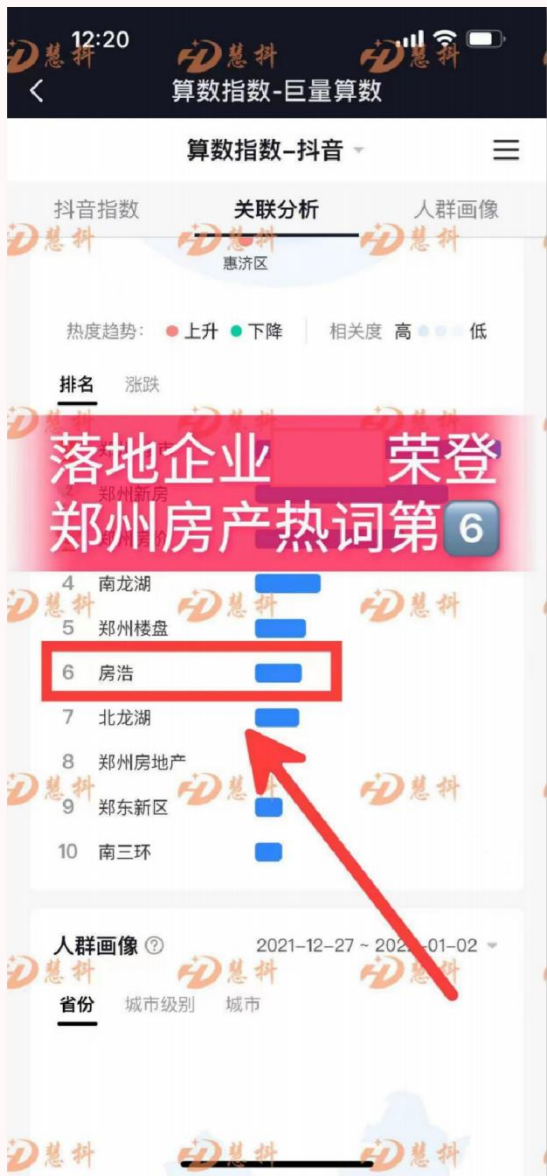 12:20
算数指数-巨量算数
算数指数-抖音
抖音指数 关联分析 人群画像
惠济区
热度趋势: 上升 下降 相关度 高 低
排名 涨跌
落地企业 荣登
郑州新房
郑州房产热词第6
4 南龙湖
5 郑州楼盘
6 房浩
7 北龙湖
8 郑州房地产
9 郑东新区
10 南三环
人群画像 ? 2021-12-27 ~ 2022-01-02
省份 城市级别 城市
慧抖